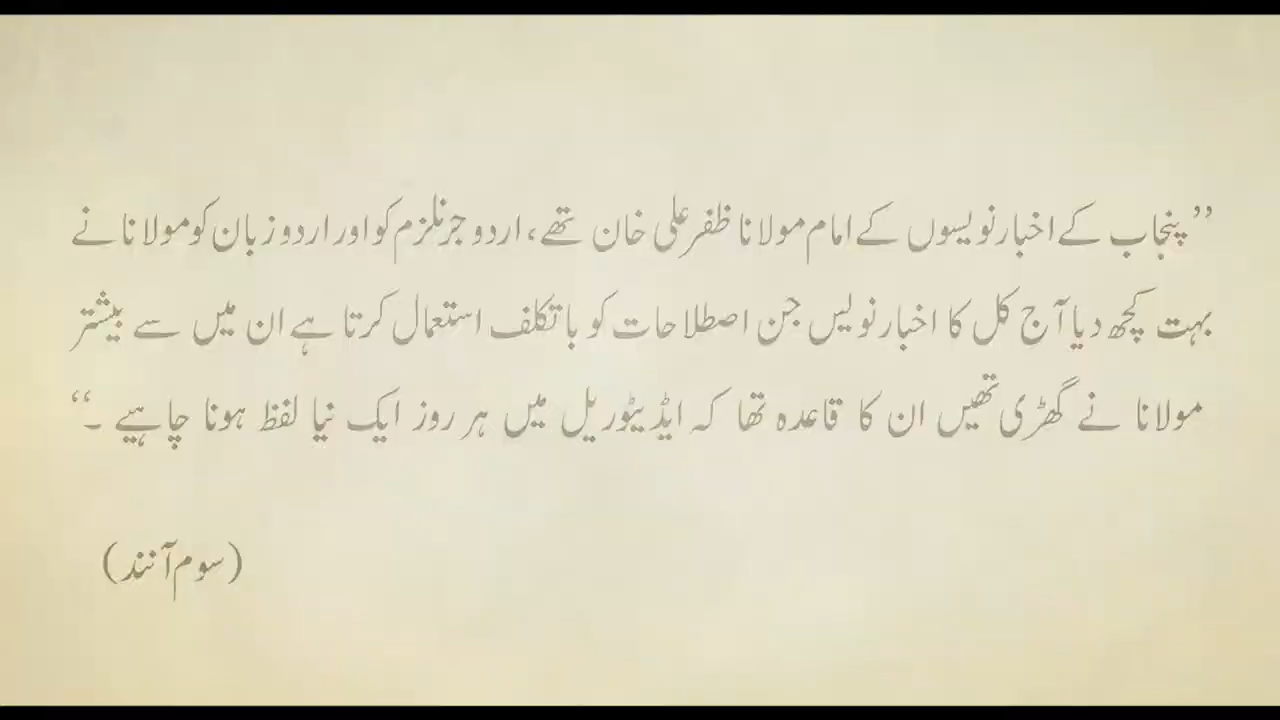 ”پنجاب کے اخبار نویسوں کے امام مولانا ظفر علی خان تھے، اردو جرنلزم کو اور اردو زبان کو مولانا نے
بہت کچھ دیا آج کل کا اخبار نویس جن اصطلاحات کو باتکلف استعمال کرتا ہے ان میں سے بیشتر
مولانا نے گھڑی تھیں ان کا قاعدہ تھا کہ ایڈیٹوریل میں ہر روز ایک نیا لفظ ہونا چاہیے ۔“
(سوم آنند)